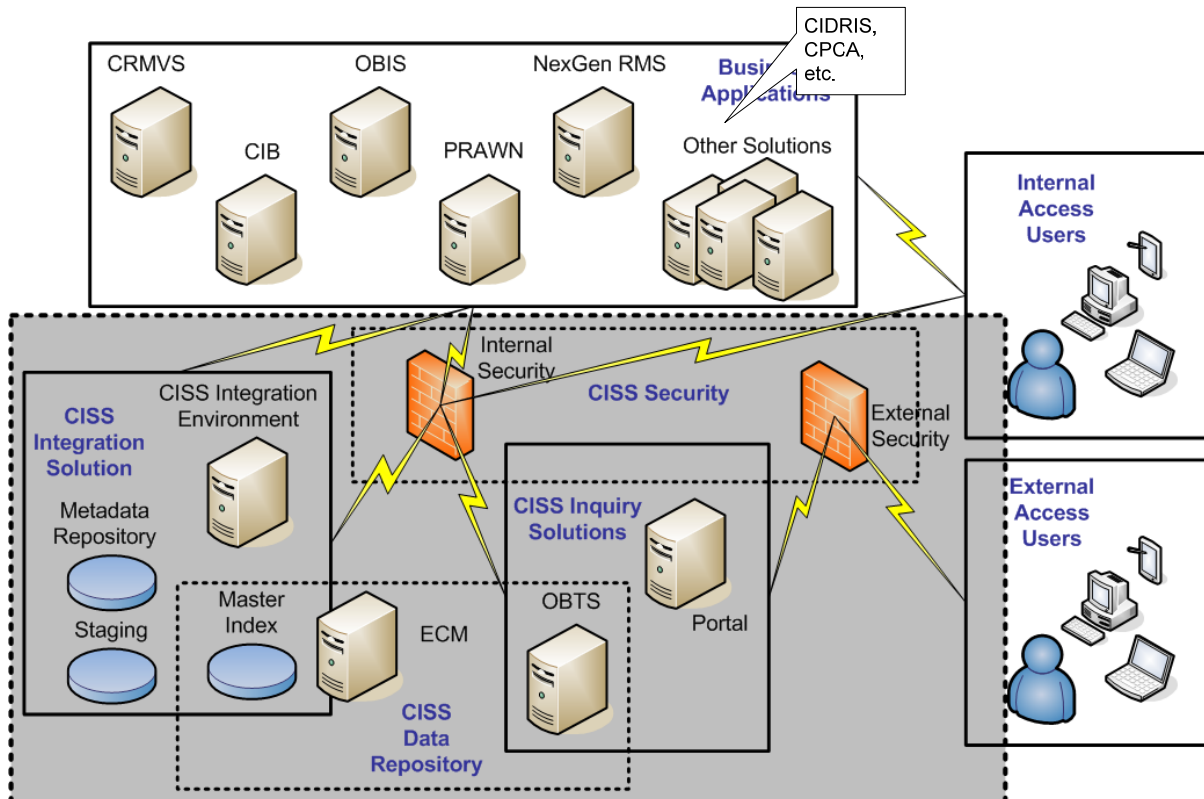 CIDRIS,
CPCA,
etc.
CRMVS
OBIS
NexGen RMS
Applications
CIB
PRAWN
Other Solutions
Internal
Access
Users
Internal
Security
CISS Security
External
Security
CISS Integration
Environment
CISS
Integration
Solution
Metadata
Repository
Staging
Master
Index
ECM
CISS
Data
Repository
CISS Inquiry
Solutions
OBTS
Portal
External
Access
Users